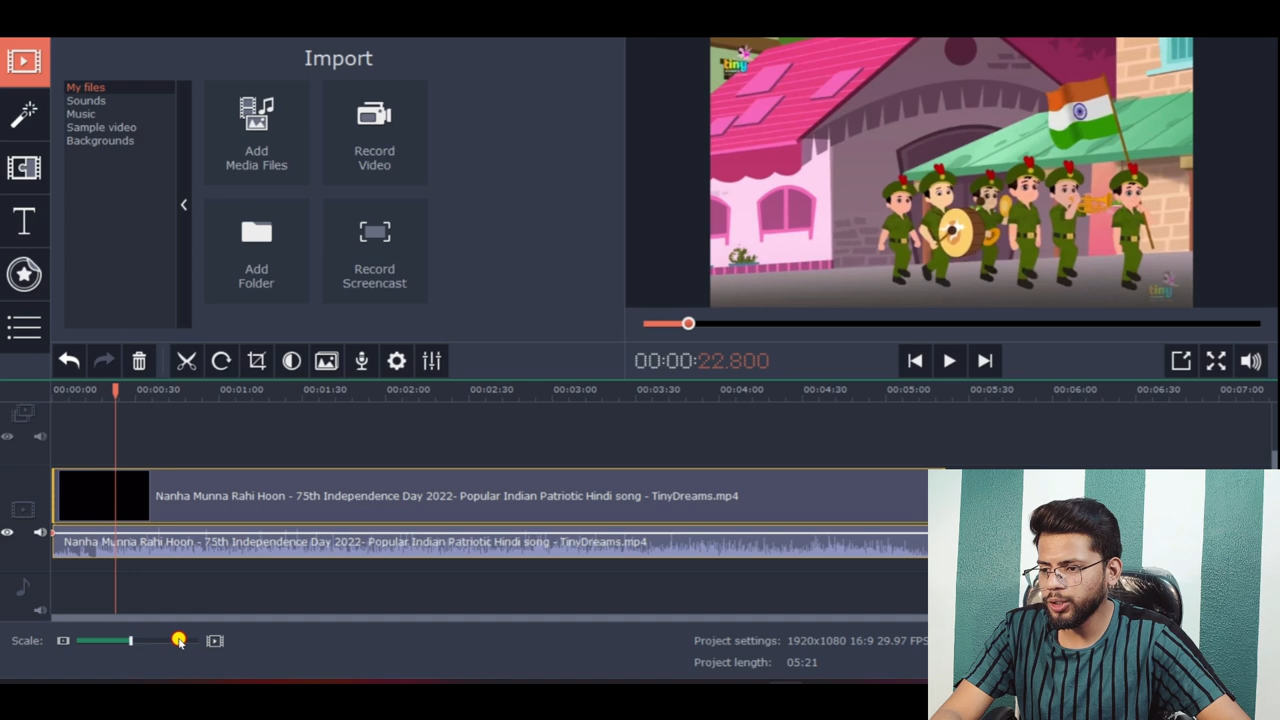 Import
My files
Sounds
Music
Sample video
Backgrounds
Add
Media Files
Record
Video
Add
Folder
Record
Screencast
tiny
tiny
00:00:22.800
00:00:00 00:00:30 00:01:00 00:01:30 00:02:00 00:02:30 00:03:00 00:03:30 00:04:00 00:04:30 00:05:00 00:05:30 00:06:00 00:06:30 00:07:00
Nanha Munna Rahi Hoon - 75th Independence Day 2022- Popular Indian Patriotic Hindi song - TinyDreams.mp4
Nanha Munna Rahi Hoon - 75th Independence Day 2022- Popular Indian Patriotic Hindi song - TinyDreams.mp4
Scale:
Project settings: 1920x1080 16:9 29.97 FPS
Project length: 05:21